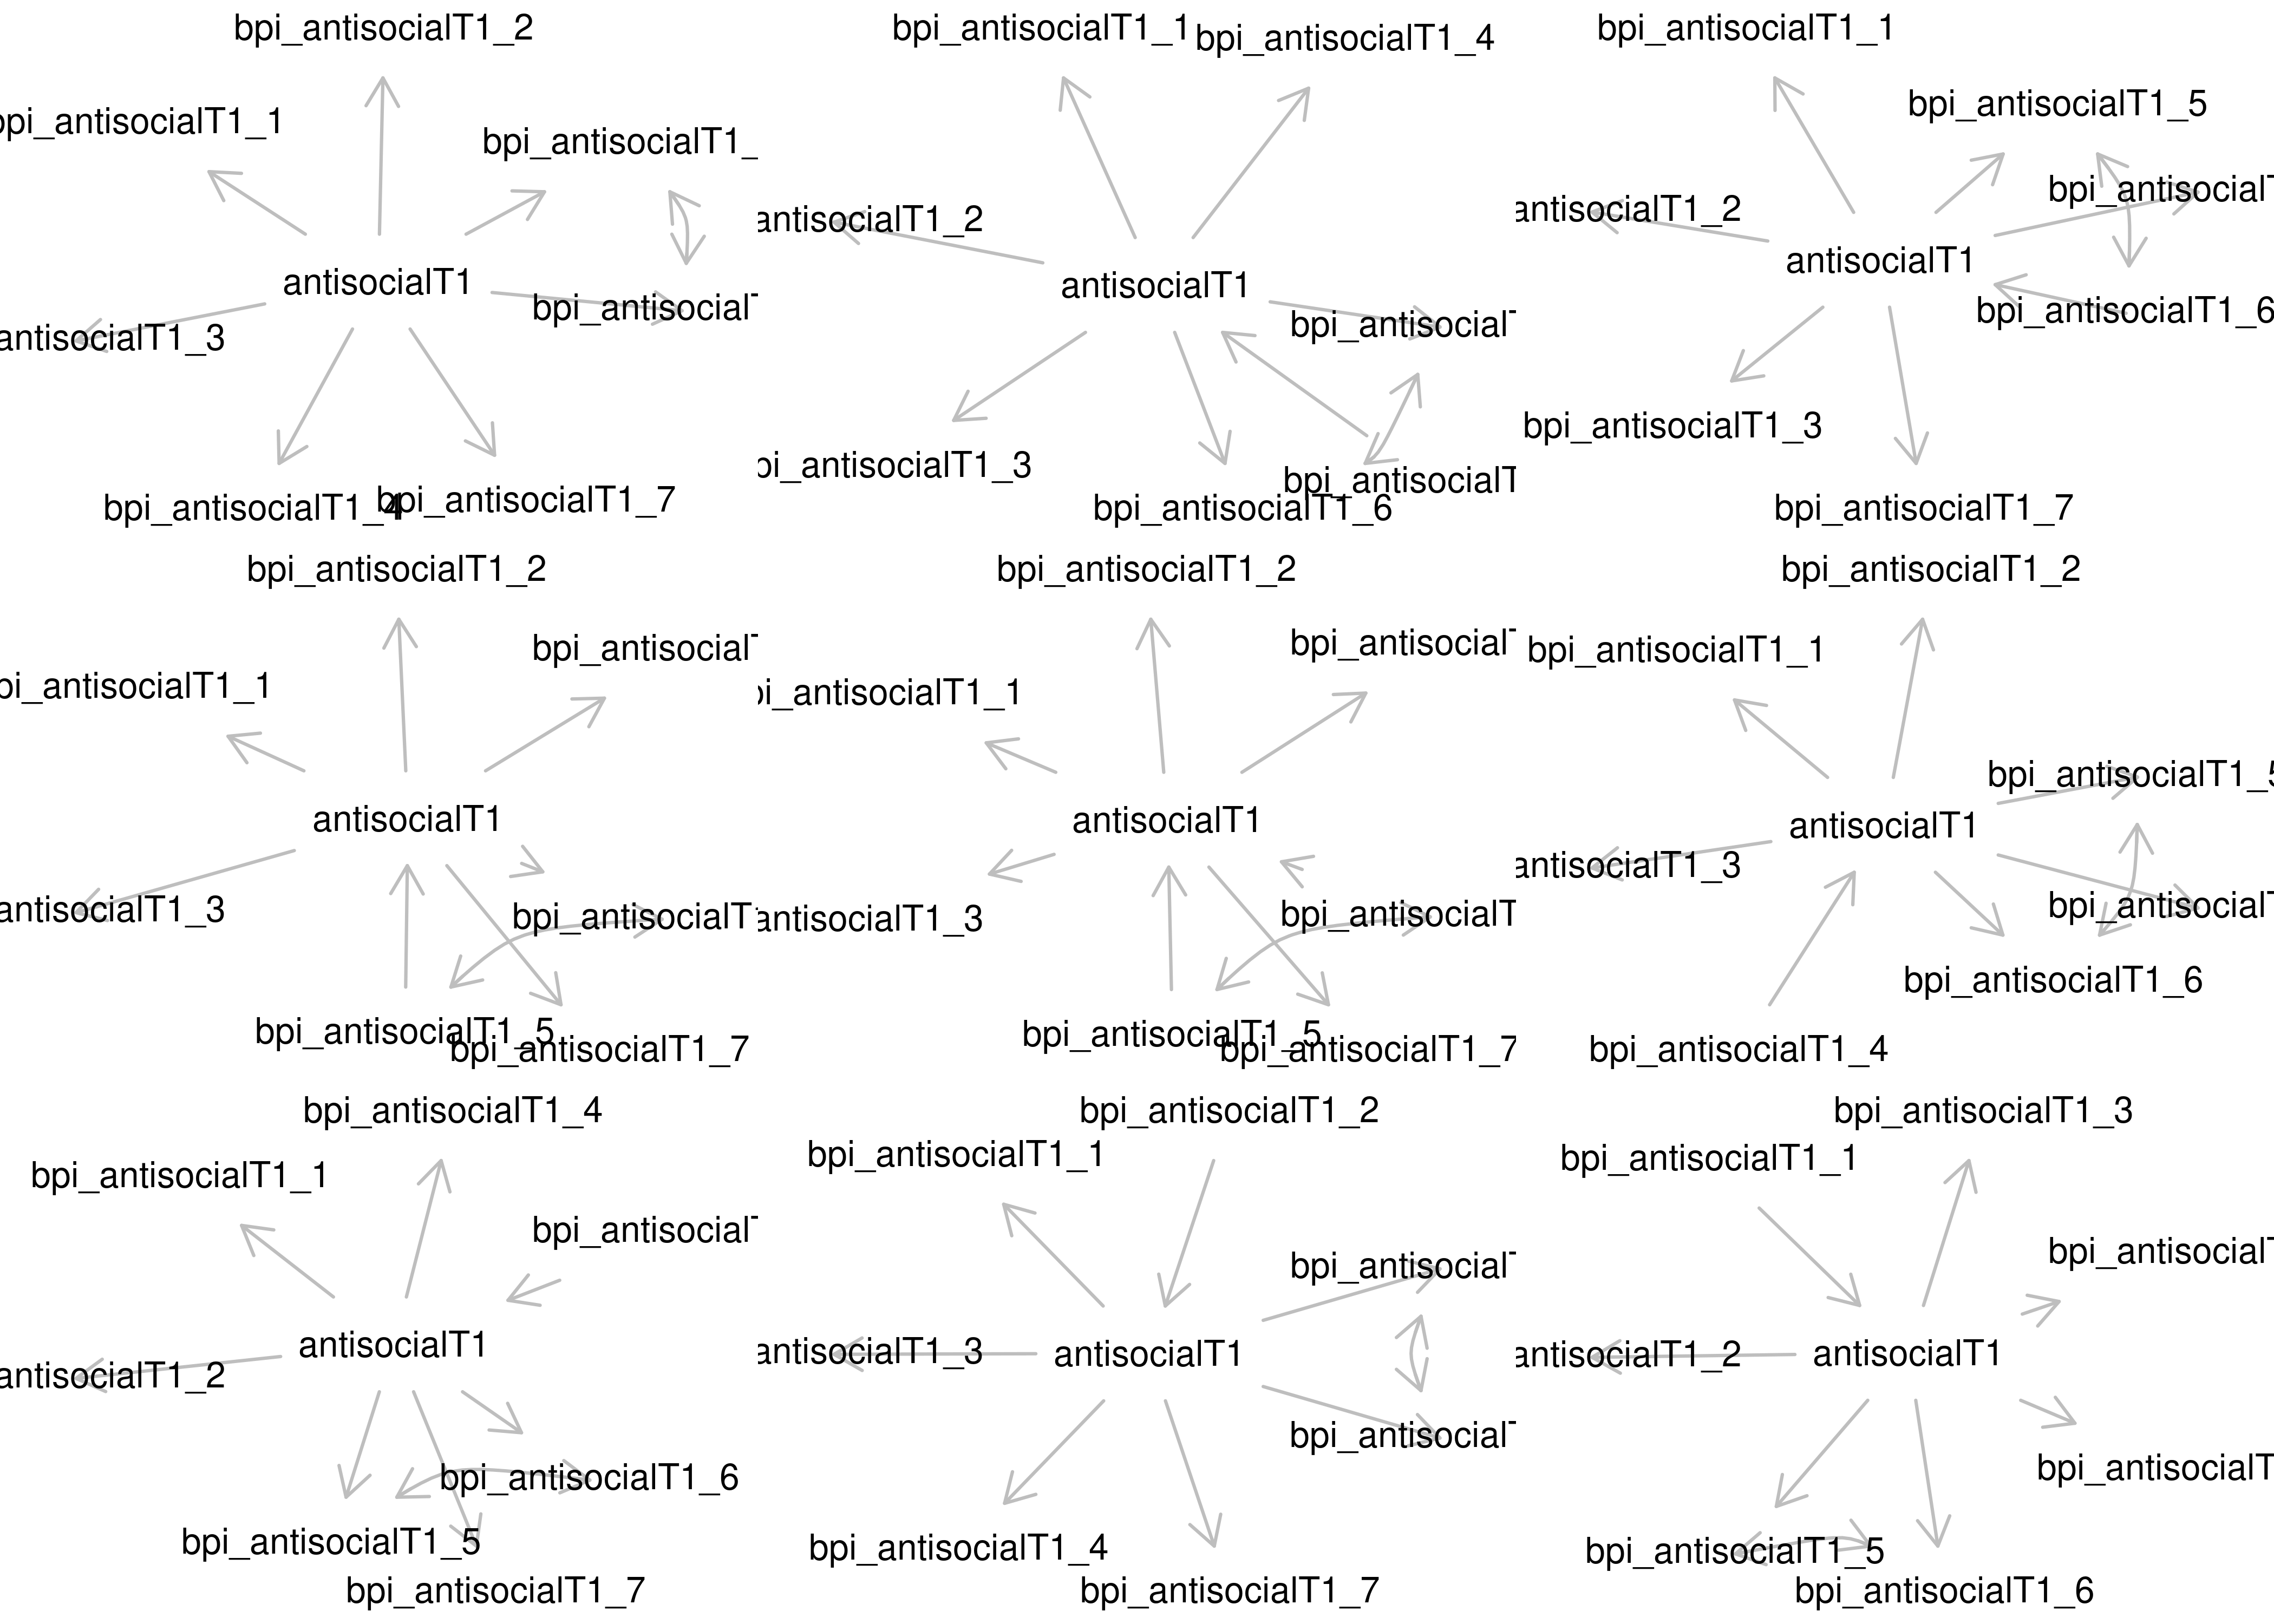 bpi_antisocialT1_2
bpi_antisocialT1_1
bpi_antisocialT1_
antisocialT1
bpi_antisocial
antisocialT1_3
bpi_antisocialT1_4
bpi_antisocialT1_7
bpi_antisocialT1_1
bpi_antisocialT1_4
antisocialT1_2
antisocialT1
bpi_antisocial
bpi_antisocialT1_3
bpi_antisocialT
bpi_antisocialT1_6
bpi_antisocialT1_1
bpi_antisocialT1_5
bpi_antisocial
antisocialT1_2
antisocialT1
bpi_antisocialT1_6
bpi_antisocialT1_3
bpi_antisocialT1_7
bpi_antisocialT1_2
bpi_antisocial
bpi_antisocialT1_1
antisocialT1
antisocialT1_3
bpi_antisocialT
bpi_antisocialT1_5
bpi_antisocialT1_7
bpi_antisocialT1_2
bpi_antisocial
bpi_antisocialT1_1
antisocialT1
antisocialT1_3
bpi_antisocialT
bpi_antisocialT1_5
bpi_antisocialT1_7
bpi_antisocialT1_2
bpi_antisocialT1_1
bpi_antisocialT1_5
antisocialT1
antisocialT1_3
bpi_antisocial
bpi_antisocialT1_6
bpi_antisocialT1_4
bpi_antisocialT1_4
bpi_antisocialT1_1
bpi_antisocial
antisocialT1
antisocialT1_2
bpi_antisocialT1_6
bpi_antisocialT1_5
bpi_antisocialT1_7
bpi_antisocialT1_2
bpi_antisocialT1_1
bpi_antisocial
antisocialT1_3
antisocialT1
bpi_antisocial
bpi_antisocialT1_4
bpi_antisocialT1_7
bpi_antisocialT1_3
bpi_antisocialT1_1
bpi_antisocial
antisocialT1_2
antisocialT1
bpi_antisocialT
bpi_antisocialT1_5
bpi_antisocialT1_6